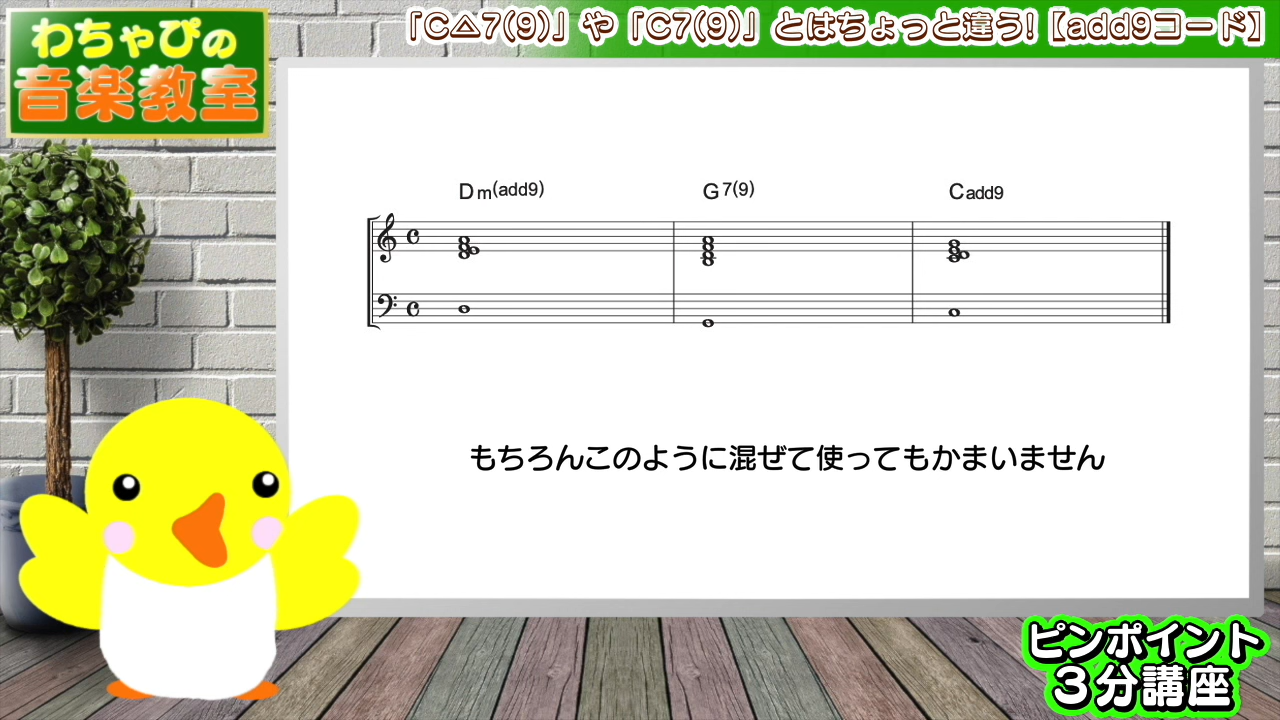 わちゃぴの
音楽教室
「C△7(9)」や「C7(9)」とはちょっと違う!【add9コード】
Dm(add9) G7(9) Cadd9
もちろんこのように混ぜて使ってもかまいません
ピンポイント
3分講座